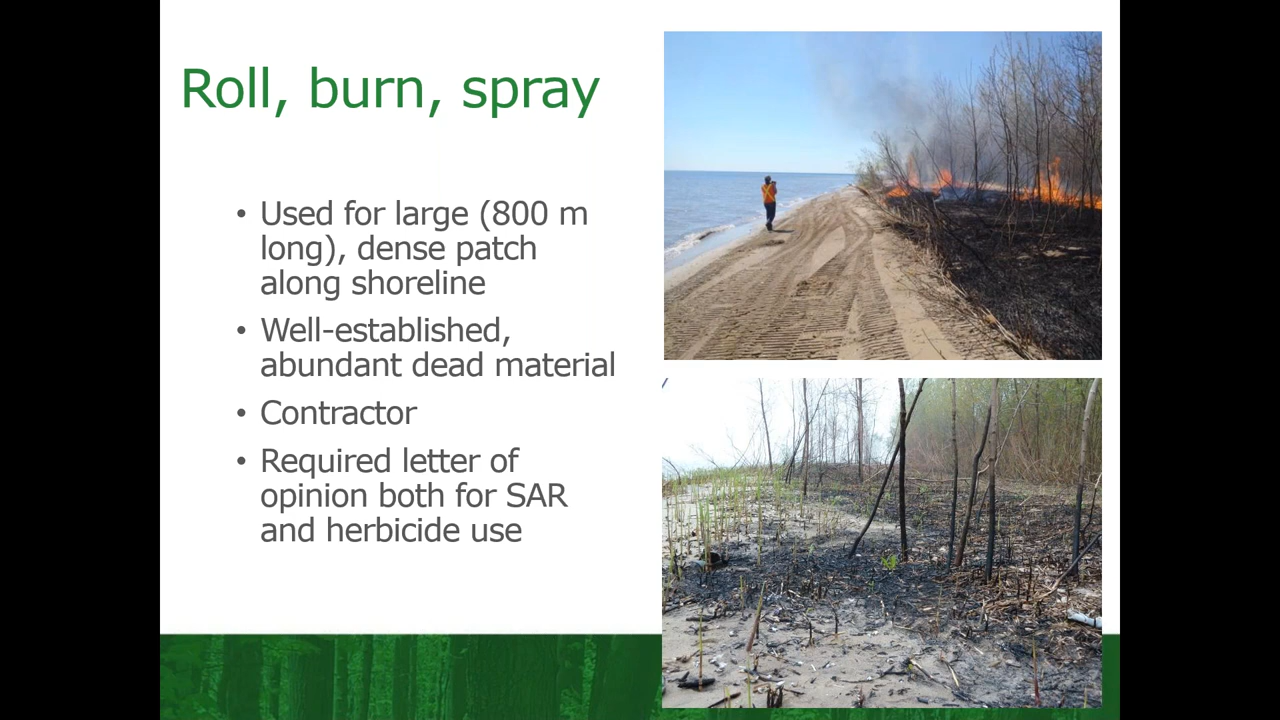 Roll, burn, spray
• Used for large (800 m
long), dense patch
along shoreline
• Well-established,
abundant dead material
• Contractor
• Required letter of
opinion both for SAR
and herbicide use